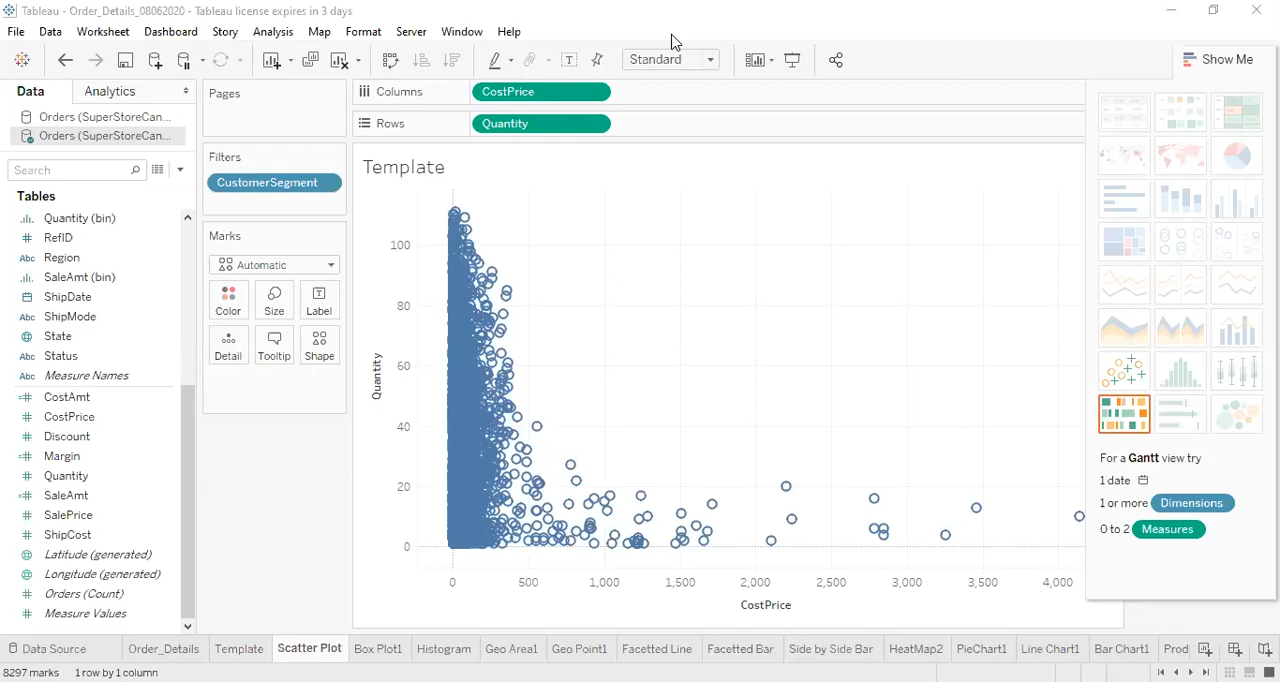 Tableau - Order_Details_08062020 - Tableau license expires in 3 days
File Data Worksheet Dashboard Story Analysis Map Format Server Window Help
Standard
Show Me
Data Analytics
Orders (SuperStoreCan...
Orders (SuperStoreCan...
Search
Tables
Quantity (bin)
RefID
Abc Region
SaleAmt (bin)
ShipDate
Abc ShipMode
State
Abc Status
Abc Measure Names
CostAmt
CostPrice
Discount
Margin
Quantity
SaleAmt
SalePrice
ShipCost
Latitude (generated)
Longitude (generated)
Orders (Count)
Measure Values
Pages
Filters
CustomerSegment
Marks
Automatic
Color Size Label
Detail Tooltip Shape
Columns CostPrice
Rows Quantity
Template
Quantity
100
80
60
40
20
0
0 500 1,000 1,500 2,000 2,500 3,000 3,500 4,000
CostPrice
For a Gantt view try
1 date
1 or more Dimensions
0 to 2 Measures
Data Source Order_Details Template Scatter Plot Box Plot1 Histogram Geo Area1 Geo Point1 Facetted Line Facetted Bar Side by Side Bar HeatMap2 PieChart1 Line Chart1 Bar Chart1 Prod
8297 marks 1 row by 1 column